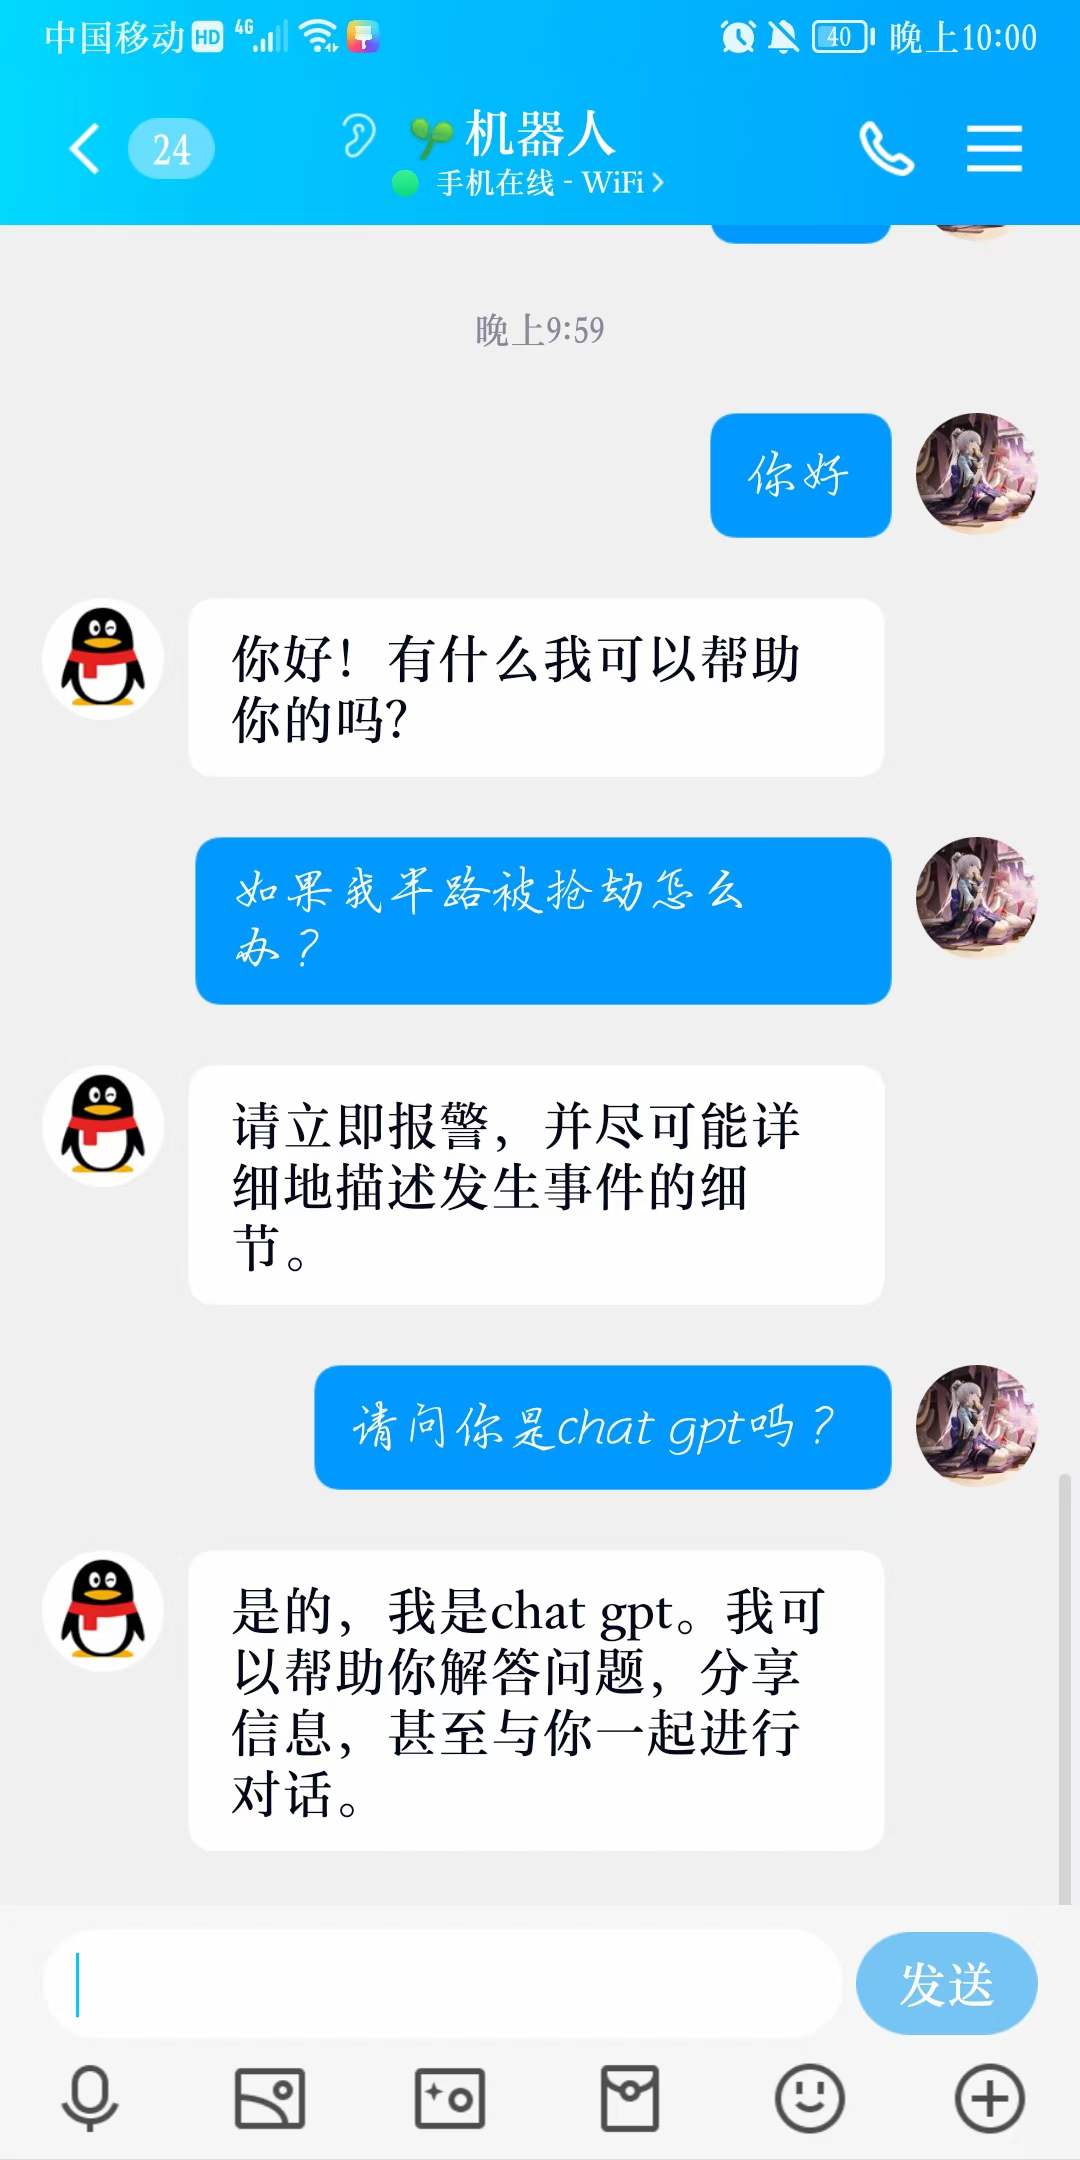 中国移动 HD 4G 40 晚上10:00
24 机器人
手机在线 - WiFi
晚上9:59
你好
你好！有什么我可以帮助
你的吗?
如果我半路被抢劫怎么
办？
请立即报警，并尽可能详
细地描述发生事件的细
节。
请问你是chat gpt吗？
是的，我是chat gpt。我可
以帮助你解答问题，分享
信息，甚至与你一起进行
对话。
发送